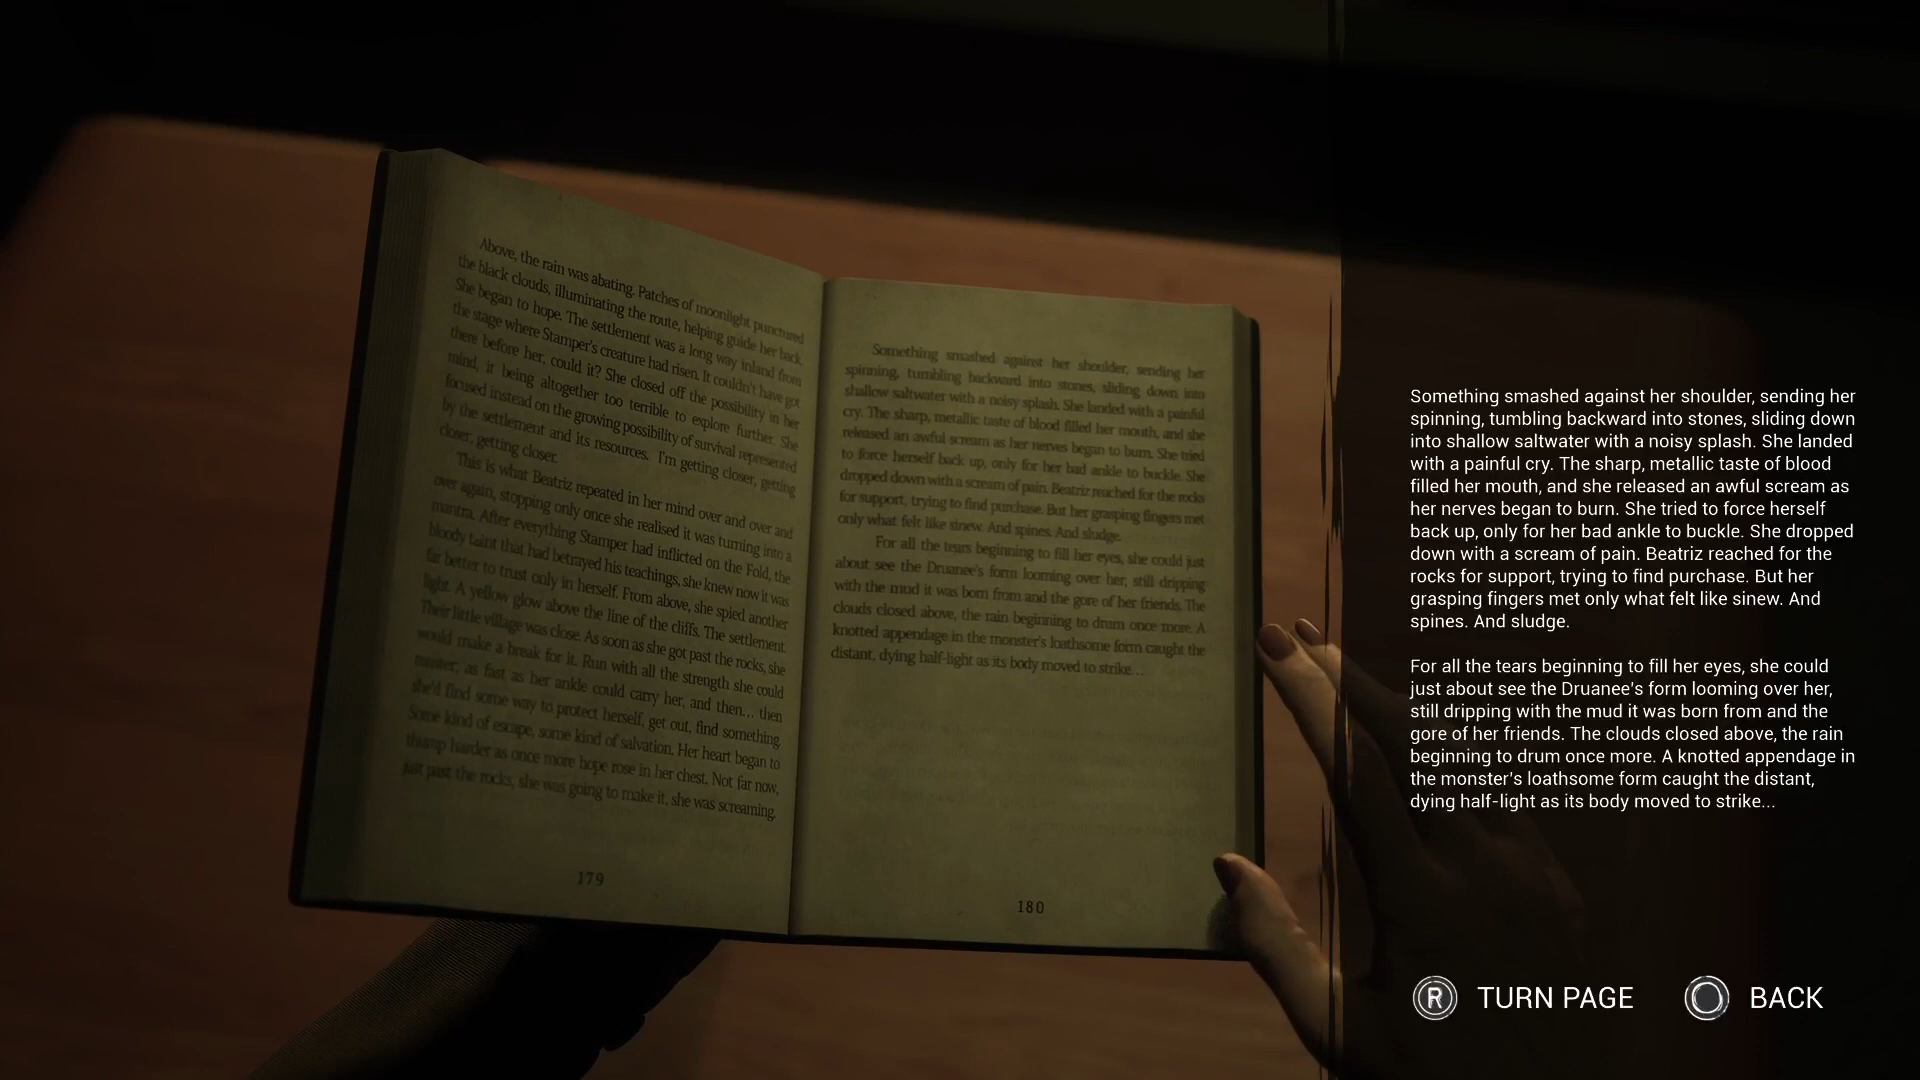 Above, the rain was abating. Patches of moonlight punctured
the black clouds, illuminating the route, helping guide her back.
She began to hope. The settlement was a long way inland from
the stage where Stamper's creature had risen. It couldn't have got
there before her, could it? She closed off the possibility in her
mind, it being altogether too terrible to explore further. She
focused instead on the growing possibility of survival represented
by the settlement and its resources. I'm getting closer, getting
closer, getting closer.
This is what Beatriz repeated in her mind over and over and
over again, stopping only once she realised it was turning into a
mantra. After everything Stamper had inflicted on the Fold, the
bloody taint that had betrayed his teachings, she knew now it was
far better to trust only in herself. From above, she spied another
light. A yellow glow above the line of the cliffs. The settlement.
Their little village was close. As soon as she got past the rocks, she
would make a break for it. Run with all the strength she could
muster, as fast as her ankle could carry her, and then... then
she'd find some way to protect herself, get out, find something.
Some kind of escape, some kind of salvation. Her heart began to
thump harder as once more hope rose in her chest. Not far now,
just past the rocks, she was going to make it, she was screaming.
179
Something smashed against her shoulder, sending her
spinning, tumbling backward into stones, sliding down into
shallow saltwater with a noisy splash. She landed with a painful
cry. The sharp, metallic taste of blood filled her mouth, and she
released an awful scream as her nerves began to burn. She tried
to force herself back up, only for her bad ankle to buckle. She
dropped down with a scream of pain. Beatriz reached for the rocks
for support, trying to find purchase. But her grasping fingers met
only what felt like sinew. And spines. And sludge.
For all the tears beginning to fill her eyes, she could just
about see the Druanee's form looming over her, still dripping
with the mud it was born from and the gore of her friends. The
clouds closed above, the rain beginning to drum once more. A
knotted appendage in the monster's loathsome form caught the
distant, dying half-light as its body moved to strike...
180
Something smashed against her shoulder, sending her
spinning, tumbling backward into stones, sliding down
into shallow saltwater with a noisy splash. She landed
with a painful cry. The sharp, metallic taste of blood
filled her mouth, and she released an awful scream as
her nerves began to burn. She tried to force herself
back up, only for her bad ankle to buckle. She dropped
down with a scream of pain. Beatriz reached for the
rocks for support, trying to find purchase. But her
grasping fingers met only what felt like sinew. And
spines. And sludge.
For all the tears beginning to fill her eyes, she could
just about see the Druanee's form looming over her,
still dripping with the mud it was born from and the
gore of her friends. The clouds closed above, the rain
beginning to drum once more. A knotted appendage in
the monster's loathsome form caught the distant,
dying half-light as its body moved to strike...
R TURN PAGE
BACK